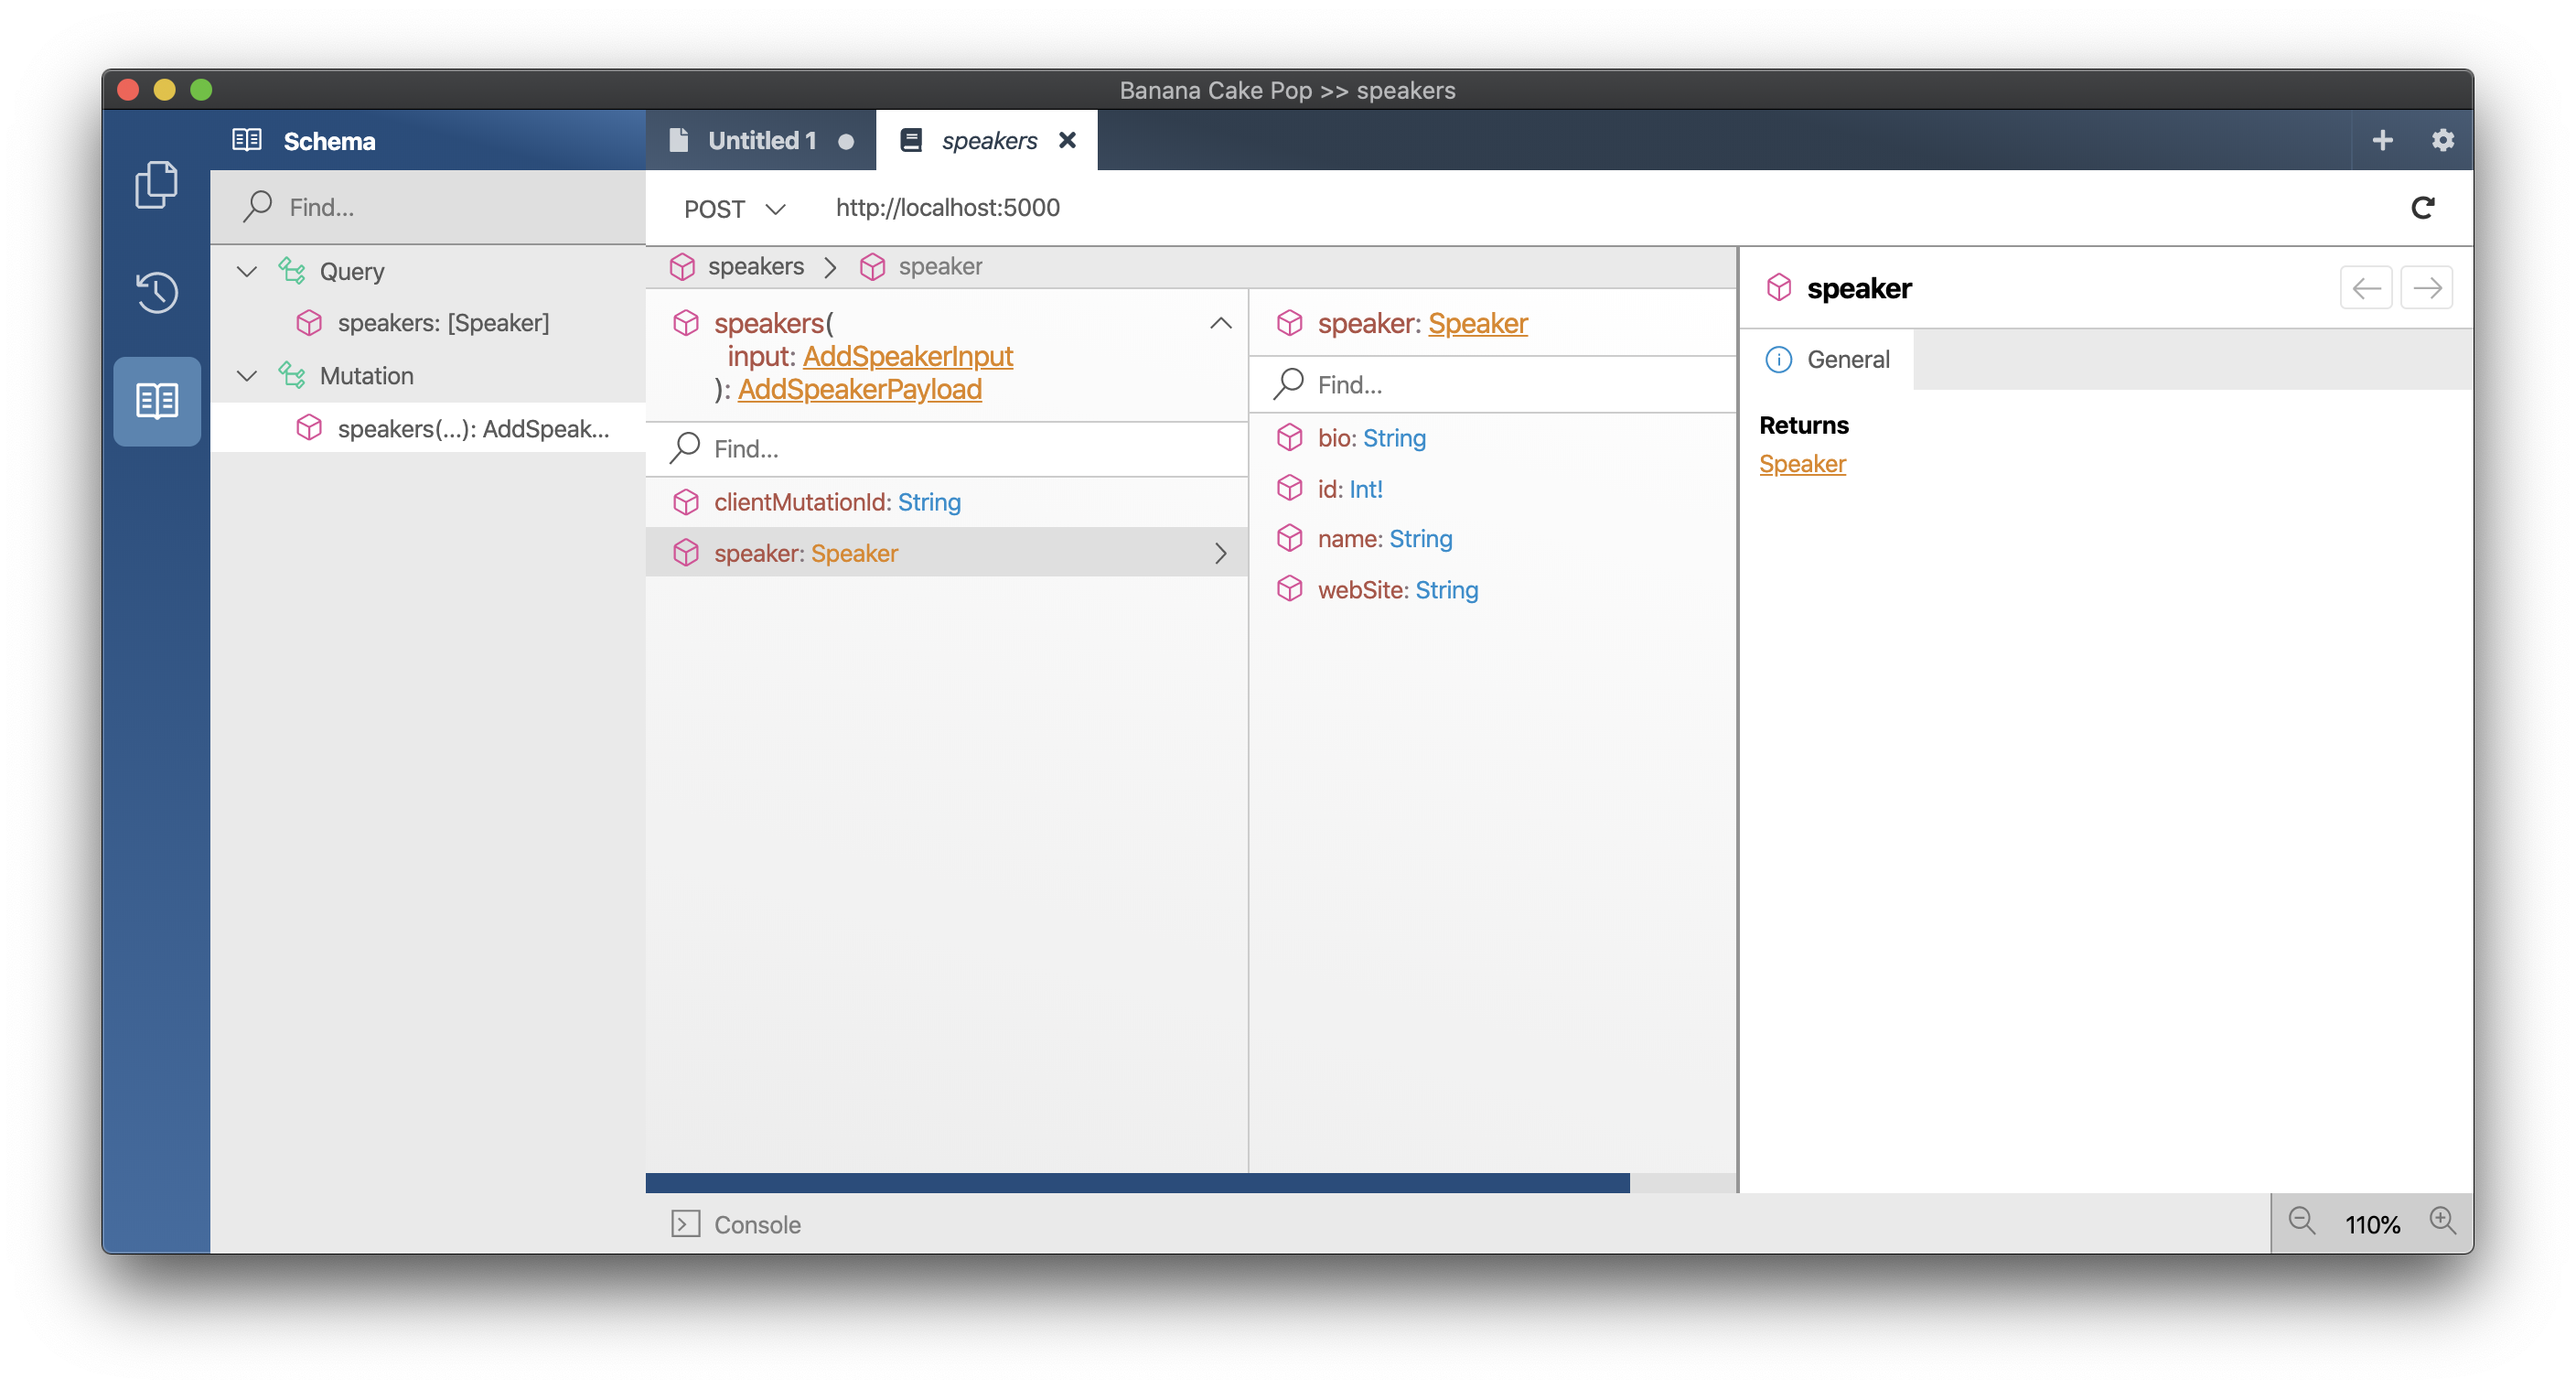 Banana Cake Pop >> speakers
Schema
Untitled 1
speakers
Find...
POST
http://localhost:5000
Query
speakers: [Speaker]
Mutation
speakers(...): AddSpeak...
speakers
speaker
speakers(
input: AddSpeakerInput
): AddSpeakerPayload
Find...
clientMutationId: String
speaker: Speaker
speaker: Speaker
Find...
bio: String
id: Int!
name: String
webSite: String
speaker
General
Returns
Speaker
Console
110%